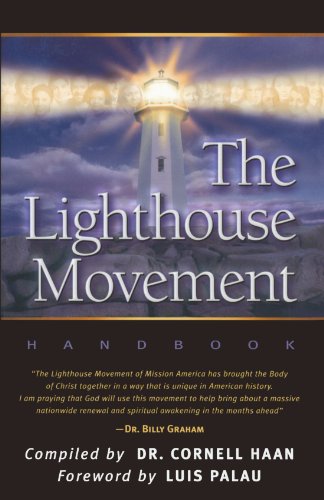 The
Lighthouse
Movement
HANDBOOK
"The Lighthouse Movement of Mission America has brought the Body
of Christ together in a way that is unique in American history.
I am praying that God will use this movement to help bring about a massive
nationwide renewal and spiritual awakening in the months ahead"
—DR. BILLY GRAHAM
Compiled by DR. CORNELL HAAN
Foreword by LUIS PALAU